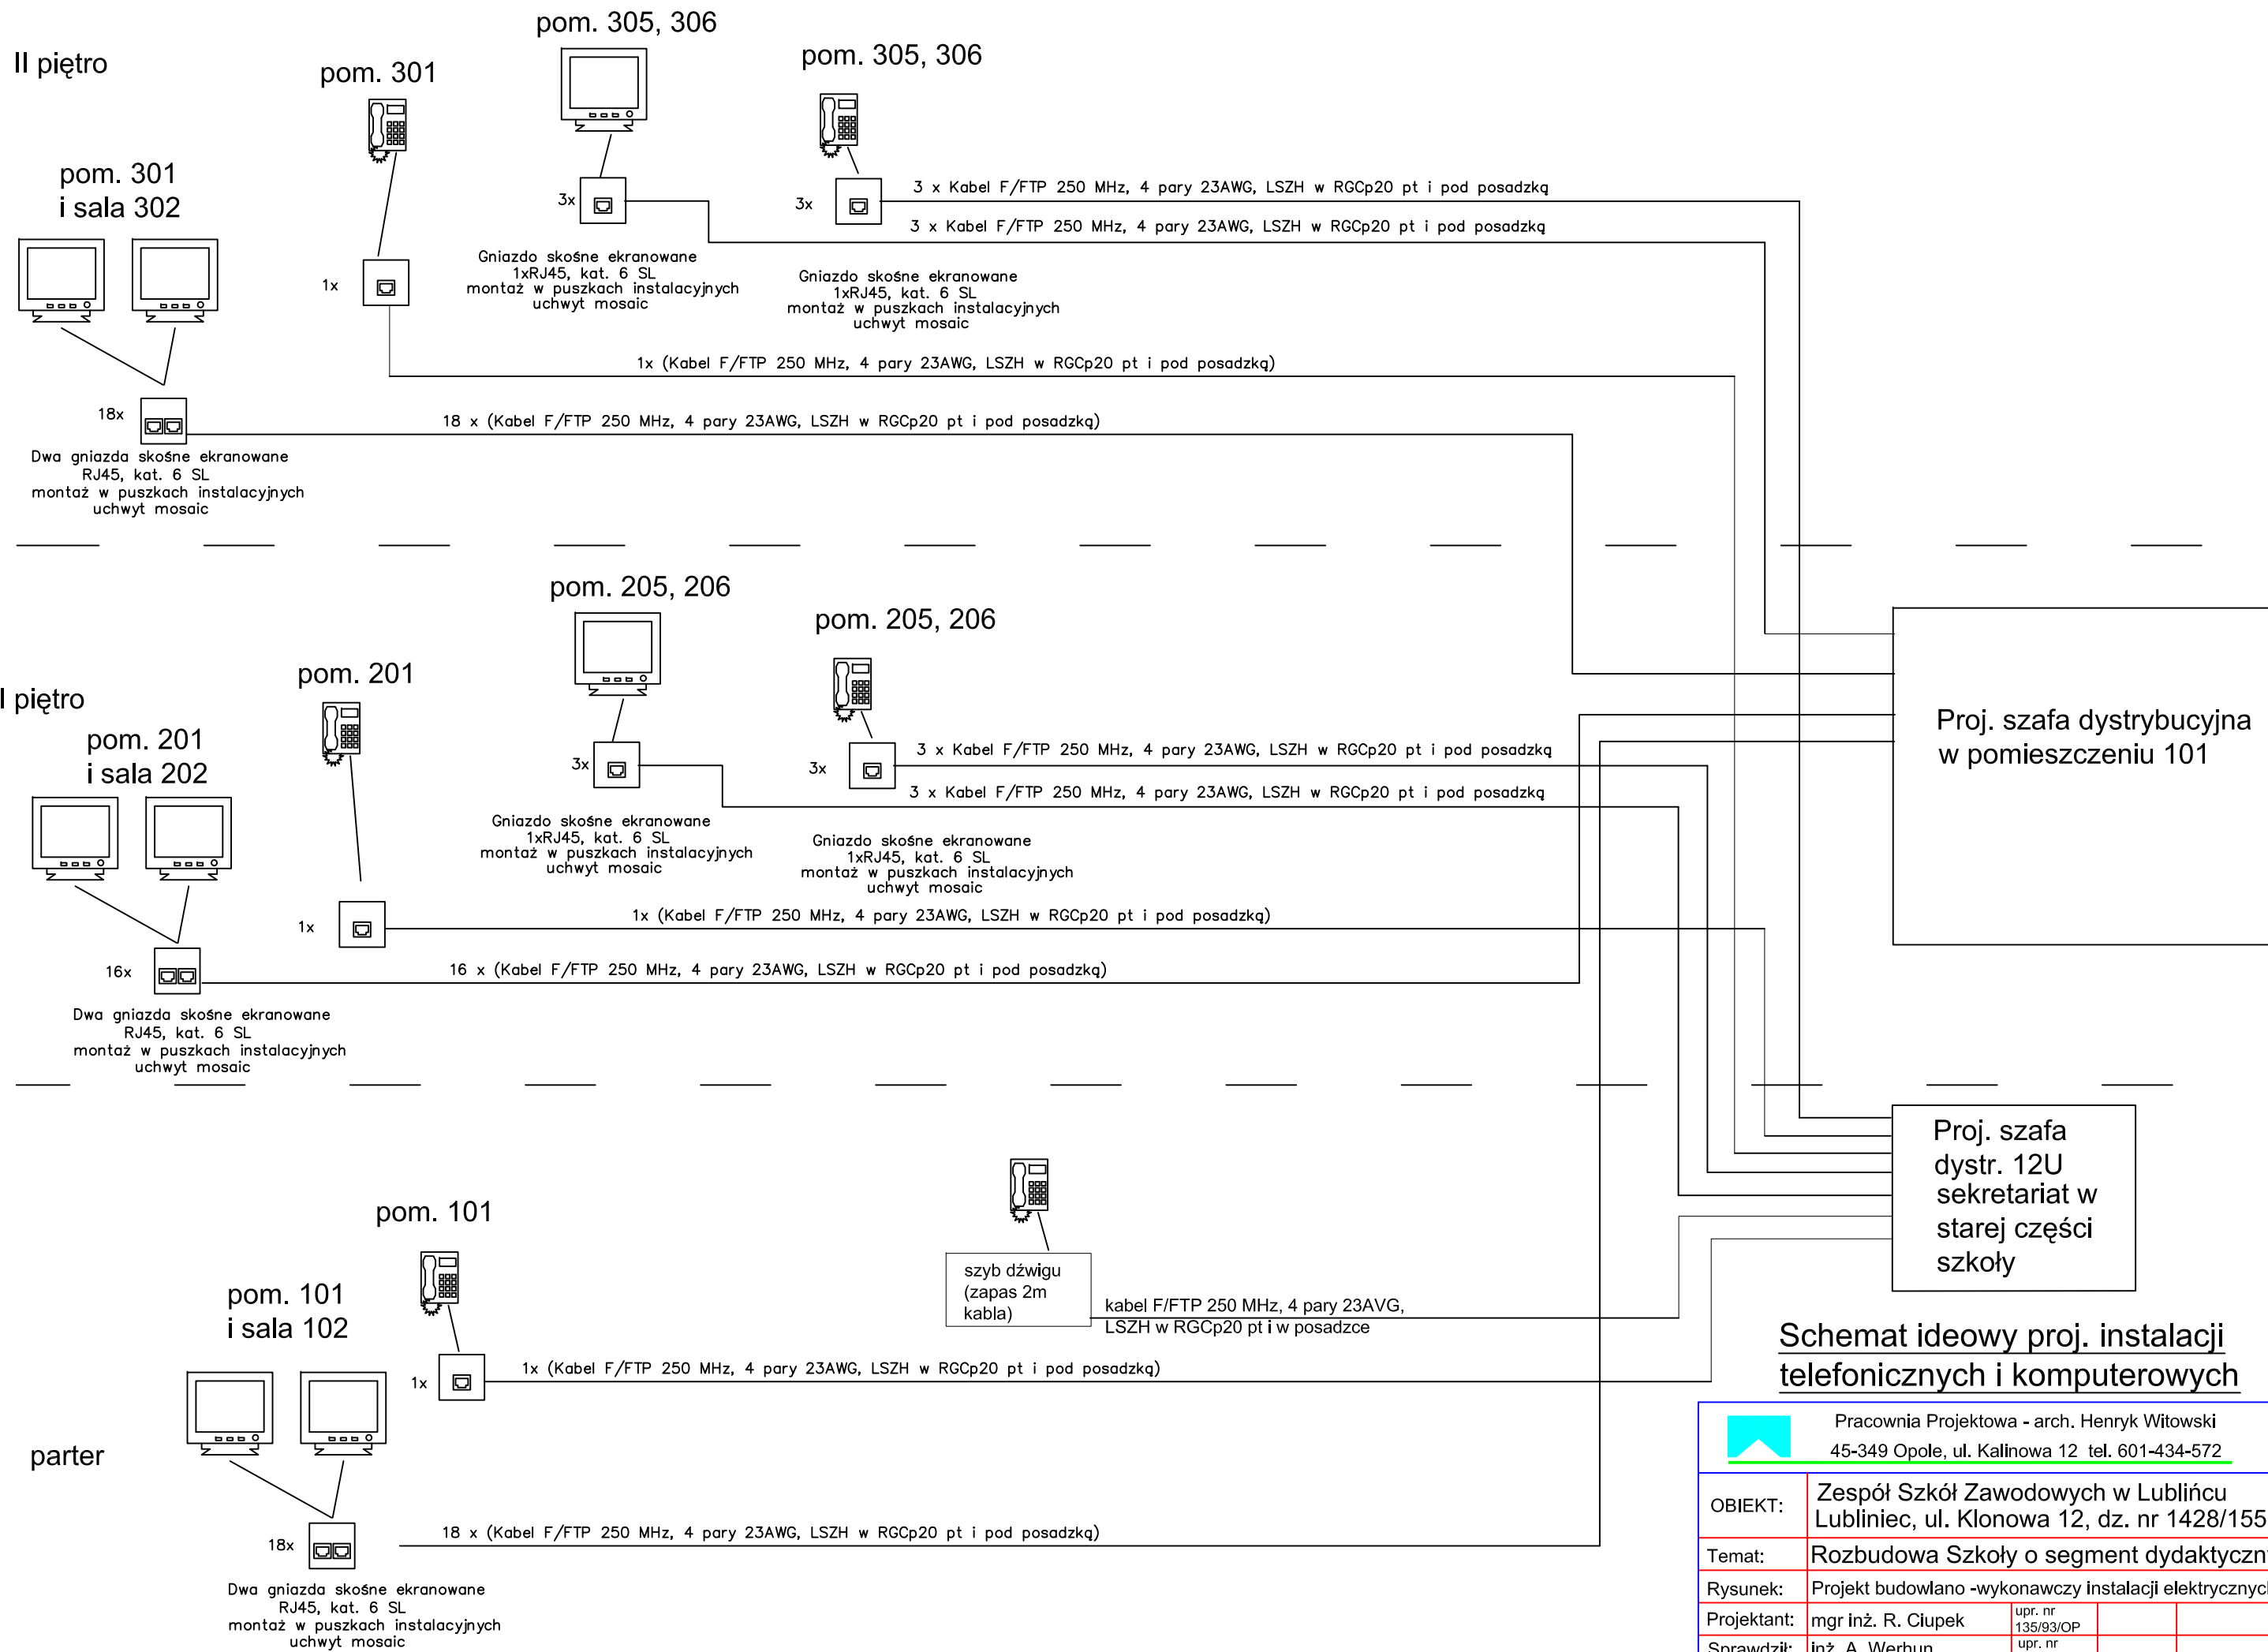 II piętro
pom. 301
pom. 305, 306
pom. 305, 306
pom. 301
i sala 302
3x
3x
3 x Kabel F/FTP 250 MHz, 4 pary 23AWG, LSZH w RGCp20 pt i pod posadzką
3 x Kabel F/FTP 250 MHz, 4 pary 23AWG, LSZH w RGCp20 pt i pod posadzką
1x
Gniazdo skośne ekranowane
1xRJ45, kat. 6 SL
montaż w puszkach instalacyjnych
uchwyt mosaic
Gniazdo skośne ekranowane
1xRJ45, kat. 6 SL
montaż w puszkach instalacyjnych
uchwyt mosaic
1x (Kabel F/FTP 250 MHz, 4 pary 23AWG, LSZH w RGCp20 pt i pod posadzką)
18x
18 x (Kabel F/FTP 250 MHz, 4 pary 23AWG, LSZH w RGCp20 pt i pod posadzką)
Dwa gniazda skośne ekranowane
RJ45, kat. 6 SL
montaż w puszkach instalacyjnych
uchwyt mosaic
I piętro
pom. 201
pom. 205, 206
pom. 205, 206
pom. 201
i sala 202
3x
3x
3 x Kabel F/FTP 250 MHz, 4 pary 23AWG, LSZH w RGCp20 pt i pod posadzką
3 x Kabel F/FTP 250 MHz, 4 pary 23AWG, LSZH w RGCp20 pt i pod posadzką
Gniazdo skośne ekranowane
1xRJ45, kat. 6 SL
montaż w puszkach instalacyjnych
uchwyt mosaic
Gniazdo skośne ekranowane
1xRJ45, kat. 6 SL
montaż w puszkach instalacyjnych
uchwyt mosaic
1x
1x (Kabel F/FTP 250 MHz, 4 pary 23AWG, LSZH w RGCp20 pt i pod posadzką)
16x
16 x (Kabel F/FTP 250 MHz, 4 pary 23AWG, LSZH w RGCp20 pt i pod posadzką)
Dwa gniazda skośne ekranowane
RJ45, kat. 6 SL
montaż w puszkach instalacyjnych
uchwyt mosaic
Proj. szafa dystrybucyjna
w pomieszczeniu 101
Proj. szafa
dystr. 12U
sekretariat w
starej części
szkoły
parter
pom. 101
pom. 101
i sala 102
szyb dźwigu
(zapas 2m
kabla)
kabel F/FTP 250 MHz, 4 pary 23AVG,
LSZH w RGCp20 pt i w posadzce
1x
1x (Kabel F/FTP 250 MHz, 4 pary 23AWG, LSZH w RGCp20 pt i pod posadzką)
18x
18 x (Kabel F/FTP 250 MHz, 4 pary 23AWG, LSZH w RGCp20 pt i pod posadzką)
Dwa gniazda skośne ekranowane
RJ45, kat. 6 SL
montaż w puszkach instalacyjnych
uchwyt mosaic
Schemat ideowy proj. instalacji
telefonicznych i komputerowych
Pracownia Projektowa - arch. Henryk Witowski
45-349 Opole, ul. Kalinowa 12 tel. 601-434-572
OBIEKT:
Zespół Szkół Zawodowych w Lublińcu
Lubliniec, ul. Klonowa 12, dz. nr 1428/155
Temat:
Rozbudowa Szkoły o segment
Rysunek:
Projekt budowlano -wykonawczy instalacji
Projektant:
mgr inż. R. Ciupek
upr. nr
135/93/OP
Sprawdził:
inż. A. Werbun
upr. nr